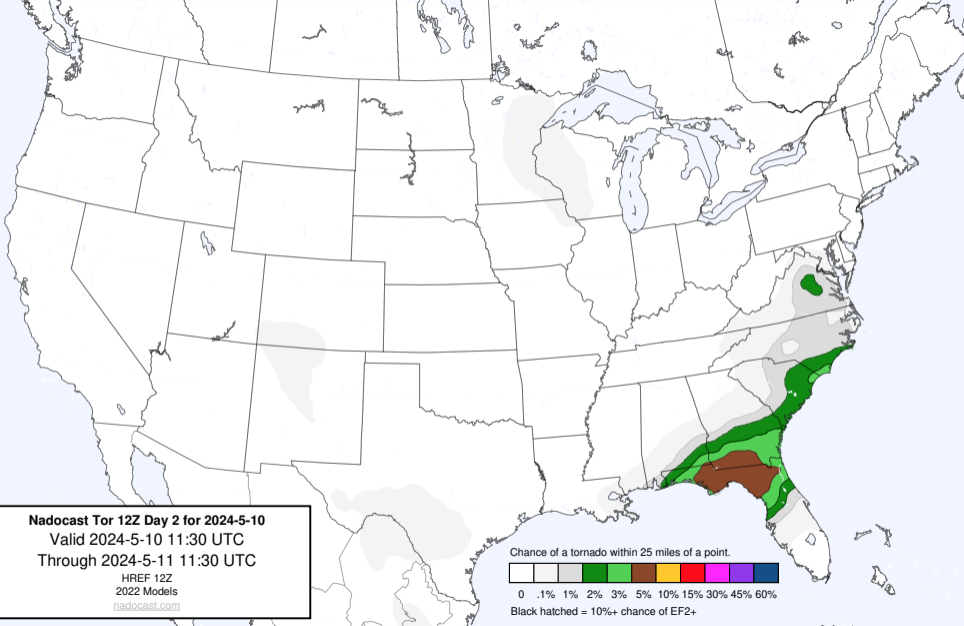 Nadocast Tor 12Z Day 2 for 2024-5-10
Valid 2024-5-10 11:30 UTC
Through 2024-5-11 11:30 UTC
HREF 12Z
2022 Models
nadocast.com
Chance of a tornado within 25 miles of a point.
0 .1% 1% 2% 3% 5% 10% 15% 30% 45% 60%
Black hatched = 10%+ chance of EF2+